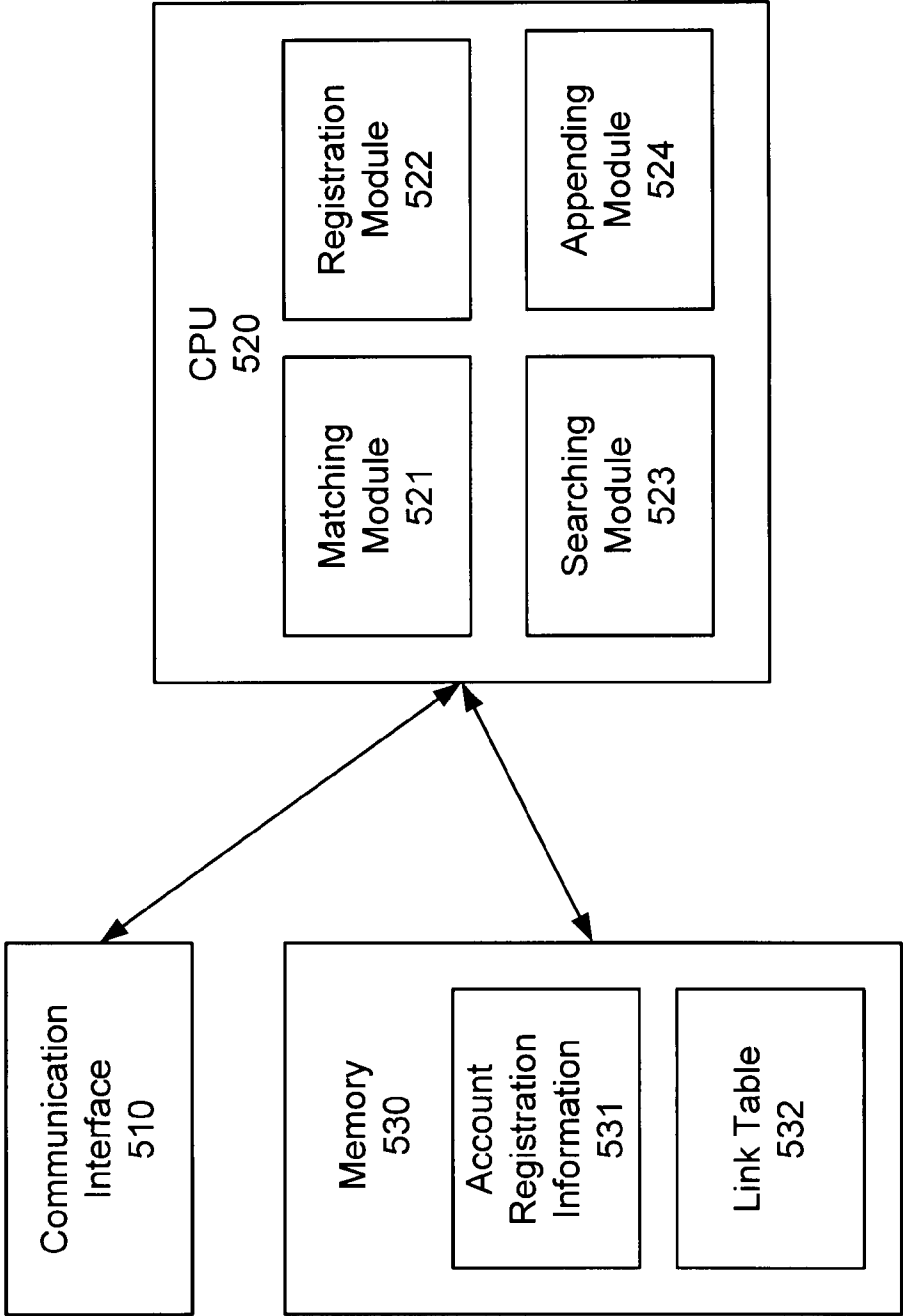 Communication
Interface
510
Memory
530
Account
Registration
Information
531
Link Table
532
CPU
520
Matching
Module
521
Registration
Module
522
Searching
Module
523
Appending
Module
524